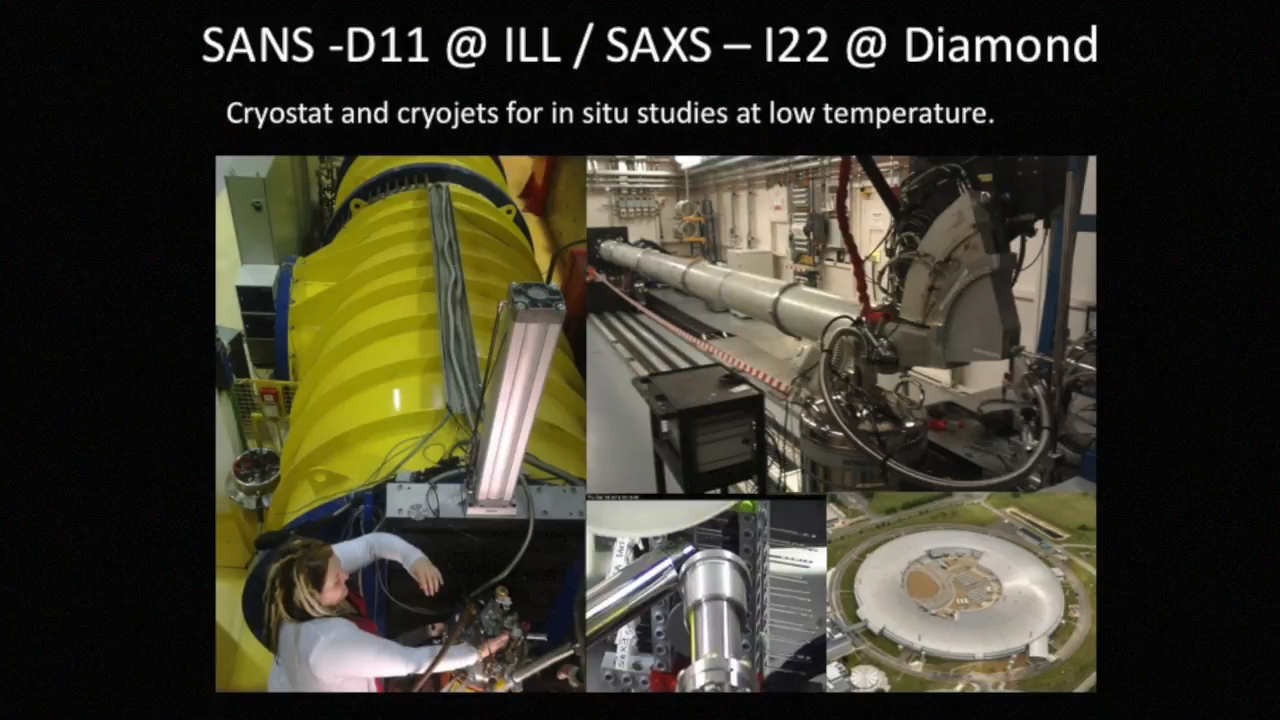 SANS -D11 @ ILL / SAXS – I22 @ Diamond
Cryostat and cryojets for in situ studies at low temperature.